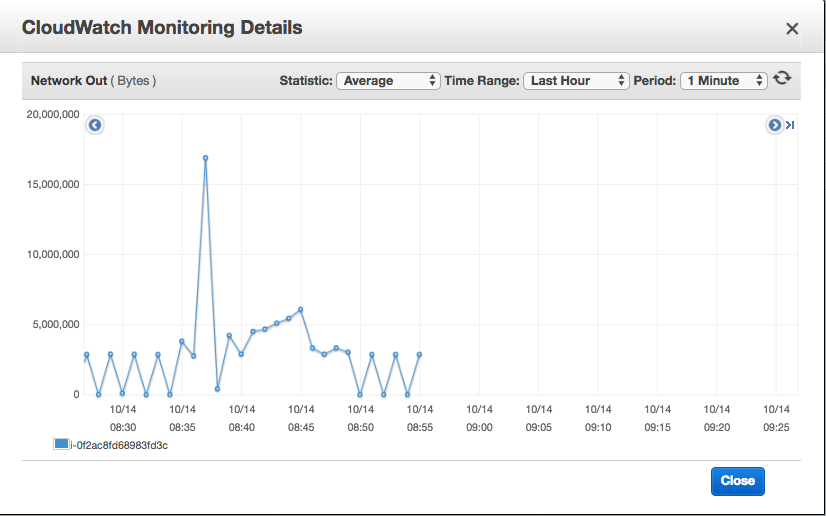 CloudWatch Monitoring Details
Network Out ( Bytes ) Statistic: Average Time Range: Last Hour Period: 1 Minute
20,000,000
15,000,000
10,000,000
5,000,000
0
10/14 10/14 10/14 10/14 10/14 10/14 10/14 10/14 10/14 10/14 10/14 10/14
08:30 08:35 08:40 08:45 08:50 08:55 09:00 09:05 09:10 09:15 09:20 09:25
i-0f2ac8fd68983fd3c
Close